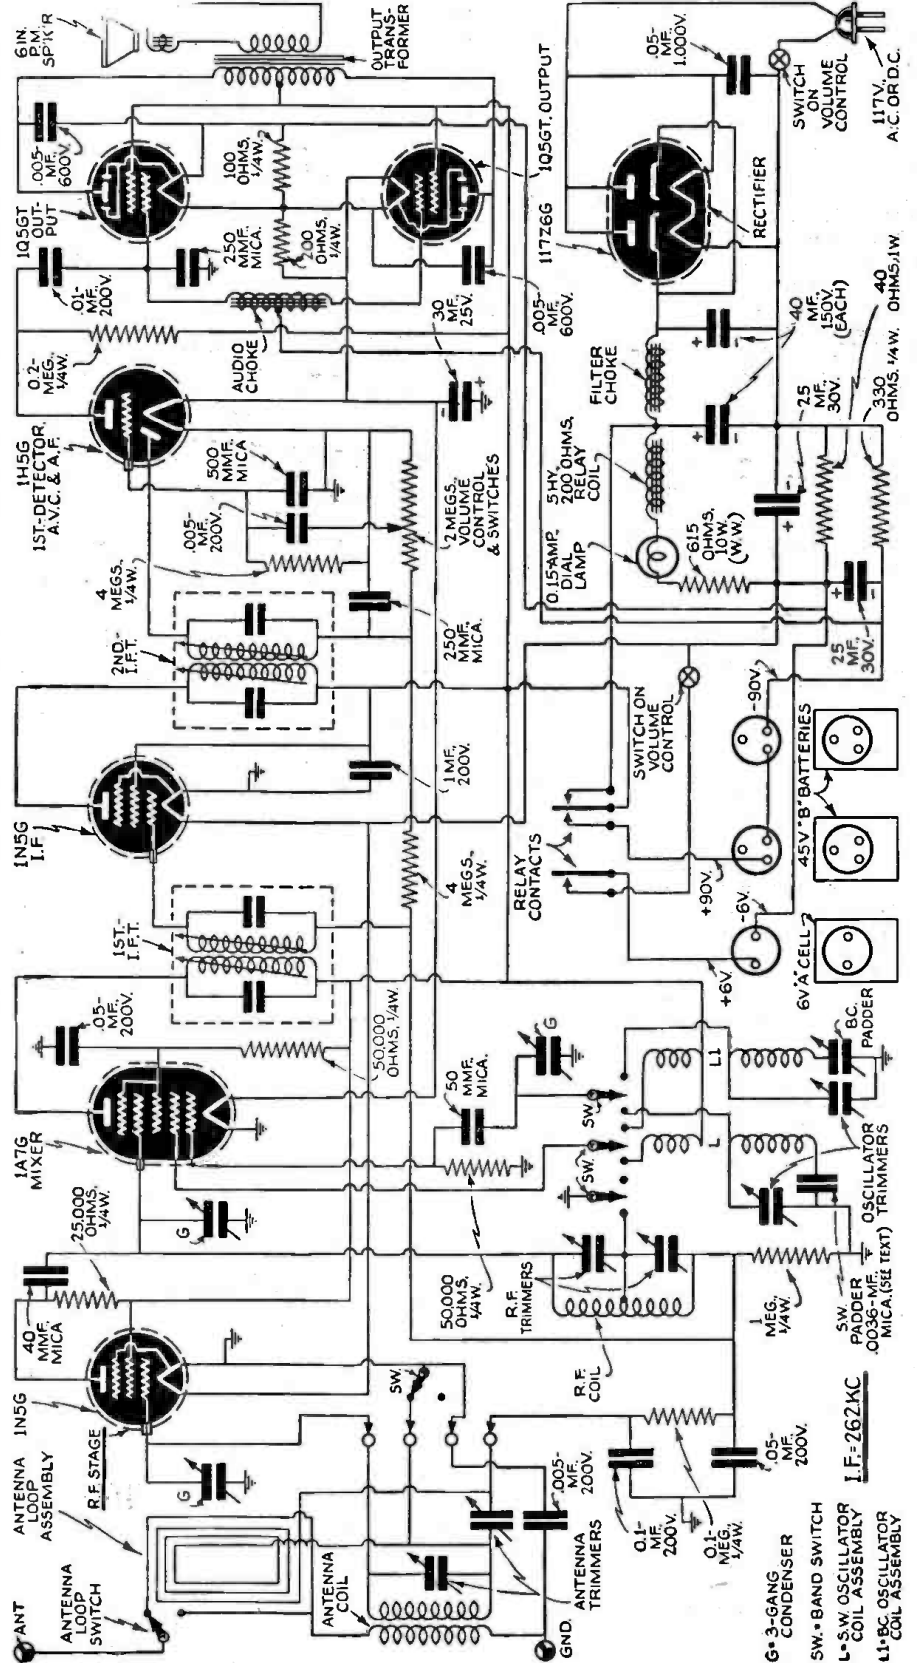 ANT
ANTENNA
LOOP
SWITCH
ANTENNA
LOOP
ASSEMBLY
1N5G
R.F. STAGE
G
40
MMF.
MICA
25,000
OHMS,
1/4W.
1A7G
MIXER
G
.05-
MF.,
200V.
50,000
OHMS, 1/4W.
1ST.
I.F.T.
1N5G
I.F.
2ND-
I.F.T.
4
MEGS.
1/4W.
.005-
MF.,
200V.
500
MMF.
MICA
1H5G
1ST-DETECTOR,
A.V.C. & A.F.
0.2-
MEG.,
1/4W.
.01-
MF.,
200V.
1Q5GT
OUT-
PUT
.005-
MF.,
600V.
6 IN.
P.M.
SP'K'R
ANTENNA
COIL
SW.
50
MMF.
MICA.
4
MEGS.,
1/4W.
.1 MF.,
200V.
250
MMF.,
MICA.
2 MEGS.,
VOLUME
CONTROL
& SWITCHES
AUDIO
CHOKE
250
MMF.
MICA.
100
OHMS,
1/4W.
100
OHMS,
1/4W.
OUTPUT
TRANS-
FORMER
30
MF.,
25V.
.005-
MF.,
600V.
1Q5GT, OUTPUT
GND.
ANTENNA
TRIMMERS
.005-
MF.
200V.
0.1-
MF.
200V.
0.1-
MEG.
1/4W.
.05-
MF.
200V.
R.F.
COIL
R.F.
TRIMMERS
50,000
OHMS,
1/4W.
SW.
SW.
G
L
L1
RELAY
CONTACTS
SWITCH ON
VOLUME
CONTROL
0.15-AMP.
DIAL
LAMP
5 HY.,
200 OHMS,
RELAY
COIL
FILTER
CHOKE
117Z6G
RECTIFIER
.05-
MF.
1,000V.
615
OHMS,
10W.
(W.W.)
40
MF.
150V.
(EACH)
SWITCH
ON
VOLUME
CONTROL
117V.,
A.C. OR D.C.
G= 3-GANG
CONDENSER
SW.= BAND SWITCH
L= S.W. OSCILLATOR
COIL ASSEMBLY
L1= BC. OSCILLATOR
COIL ASSEMBLY
I.F.= 262 KC
1
MEG.,
1/4W.
S.W.
PADDER
.0036-MF.
MICA.(SEE TEXT)
OSCILLATOR
TRIMMERS
BC.
PADDER
+6V.
-6V.
+90V.
-90V.
6V"A"CELL
45V"B"BATTERIES
25
MF.
30V.
25
MF.
30V.
40
OHMS,1W
330
OHMS. 1/4W.